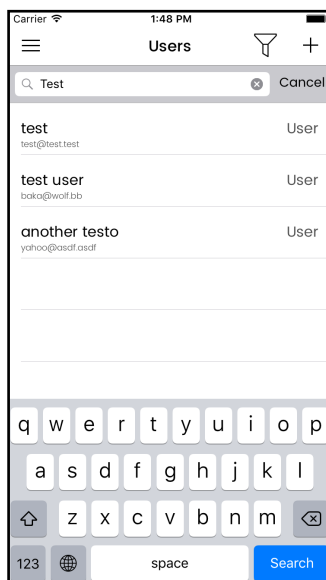 Carrier 1:48 PM
Users
Test Cancel
test User
test@test.test
test user User
baka@wolf.bb
another testo User
yahoo@asdf.asdf
q w e r t y u i o p
a s d f g h j k l
z x c v b n m
123 space Search